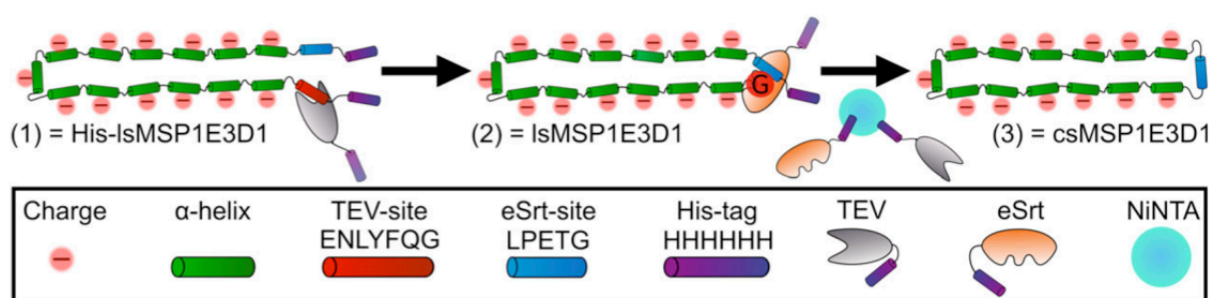 G
(1) = His-lsMSP1E3D1
(2) = lsMSP1E3D1
(3) = csMSP1E3D1
Charge α-helix TEV-site eSrt-site His-tag TEV eSrt NiNTA
ENLYFQG LPETG HHHHHH